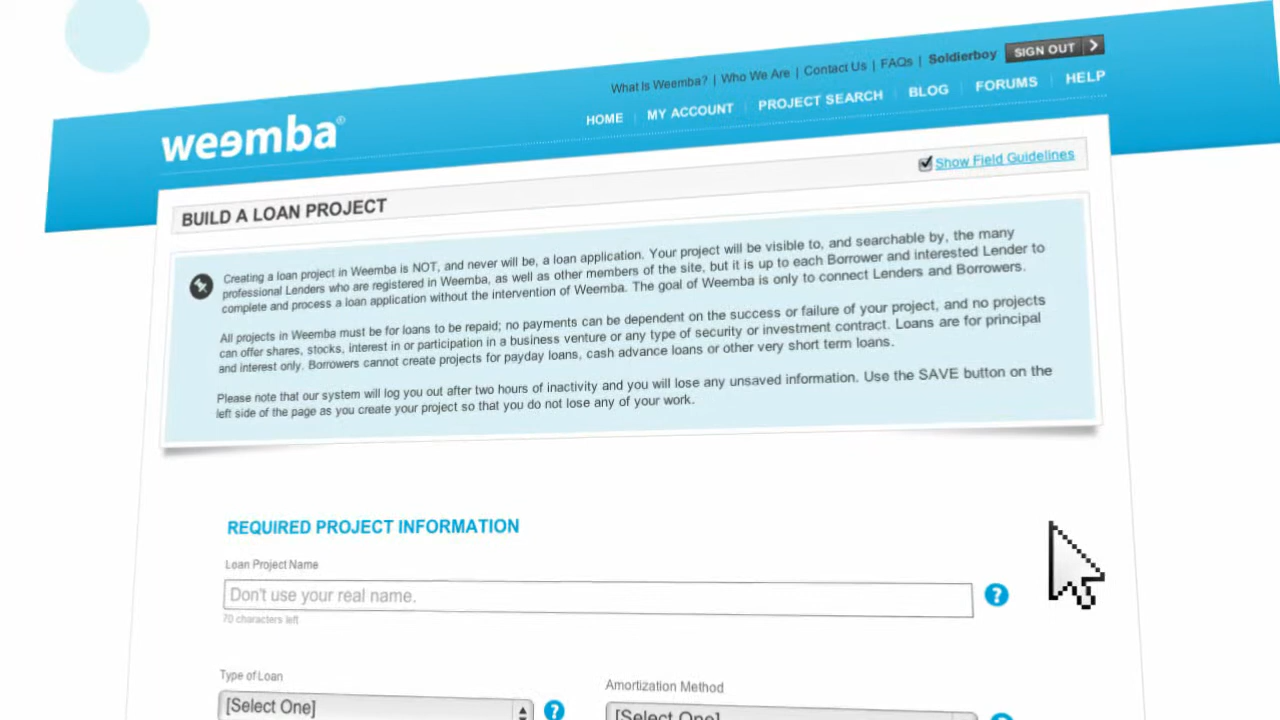 What Is Weemba? | Who We Are | Contact Us | FAQs | Soldierboy SIGN OUT
weemba®
HOME MY ACCOUNT PROJECT SEARCH BLOG FORUMS HELP
Show Field Guidelines
BUILD A LOAN PROJECT
Creating a loan project in Weemba is NOT, and never will be, a loan application. Your project will be visible to, and searchable by, the many
professional Lenders who are registered in Weemba, as well as other members of the site, but it is up to each Borrower and interested Lender to
complete and process a loan application without the intervention of Weemba. The goal of Weemba is only to connect Lenders and Borrowers.
All projects in Weemba must be for loans to be repaid; no payments can be dependent on the success or failure of your project, and no projects
can offer shares, stocks, interest in or participation in a business venture or any type of security or investment contract. Loans are for principal
and interest only. Borrowers cannot create projects for payday loans, cash advance loans or other very short term loans.
Please note that our system will log you out after two hours of inactivity and you will lose any unsaved information. Use the SAVE button on the
left side of the page as you create your project so that you do not lose any of your work.
REQUIRED PROJECT INFORMATION
Loan Project Name
Don't use your real name.
?
70 characters left
Type of Loan
Amortization Method
[Select One]
?
[Select One]